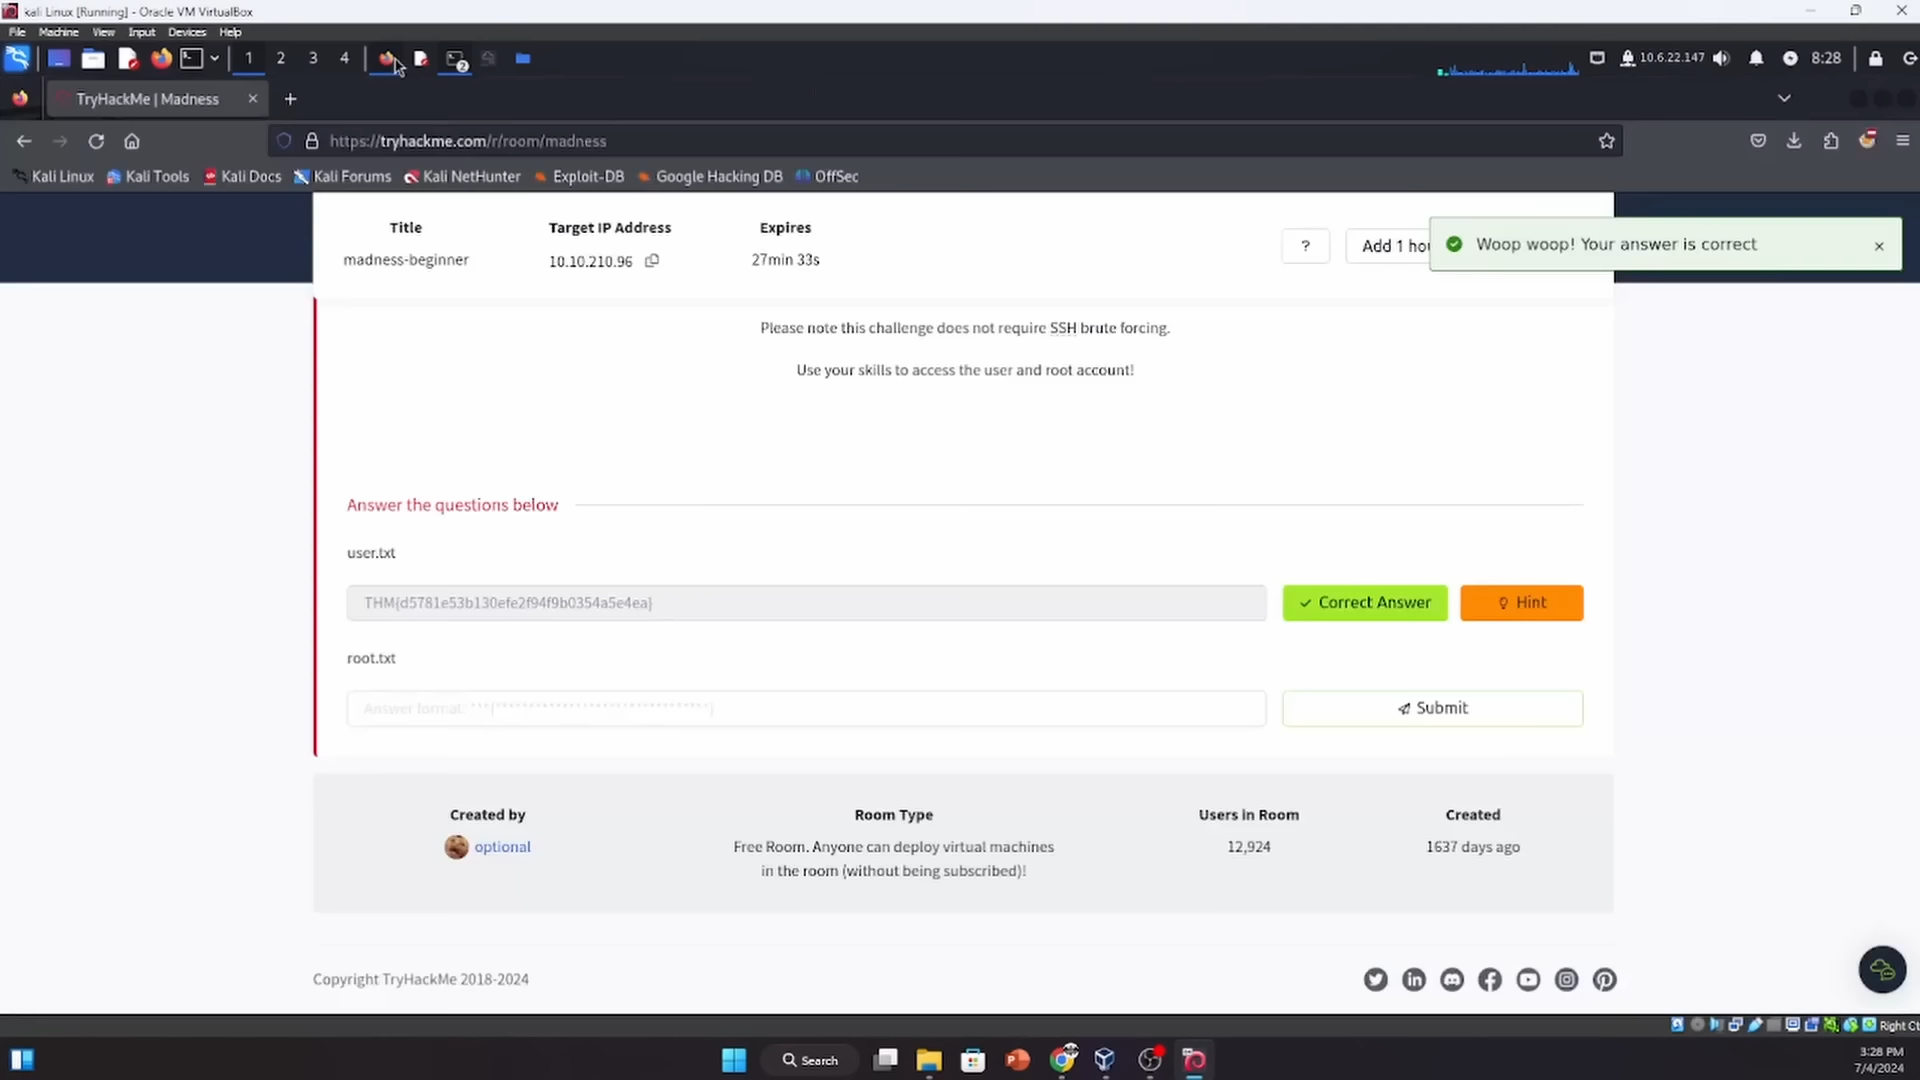 kali Linux [Running] - Oracle VM VirtualBox
File Machine View Input Devices Help
1 2 3 4
2
10.6.22.147 8:28
TryHackMe | Madness
https://tryhackme.com/r/room/madness
Kali Linux Kali Tools Kali Docs Kali Forums Kali NetHunter Exploit-DB Google Hacking DB OffSec
Title Target IP Address Expires
madness-beginner 10.10.210.96 27min 33s
? Add 1 hou
Woop woop! Your answer is correct
Please note this challenge does not require SSH brute forcing.
Use your skills to access the user and root account!
Answer the questions below
user.txt
THM{d5781e53b130efe2f94f9b0354a5e4ea}
Correct Answer Hint
root.txt
Submit
Created by Room Type Users in Room Created
optional Free Room. Anyone can deploy virtual machines 12,924 1637 days ago
in the room (without being subscribed)!
Copyright TryHackMe 2018-2024
Right Ct
Search
3:28 PM
7/4/2024